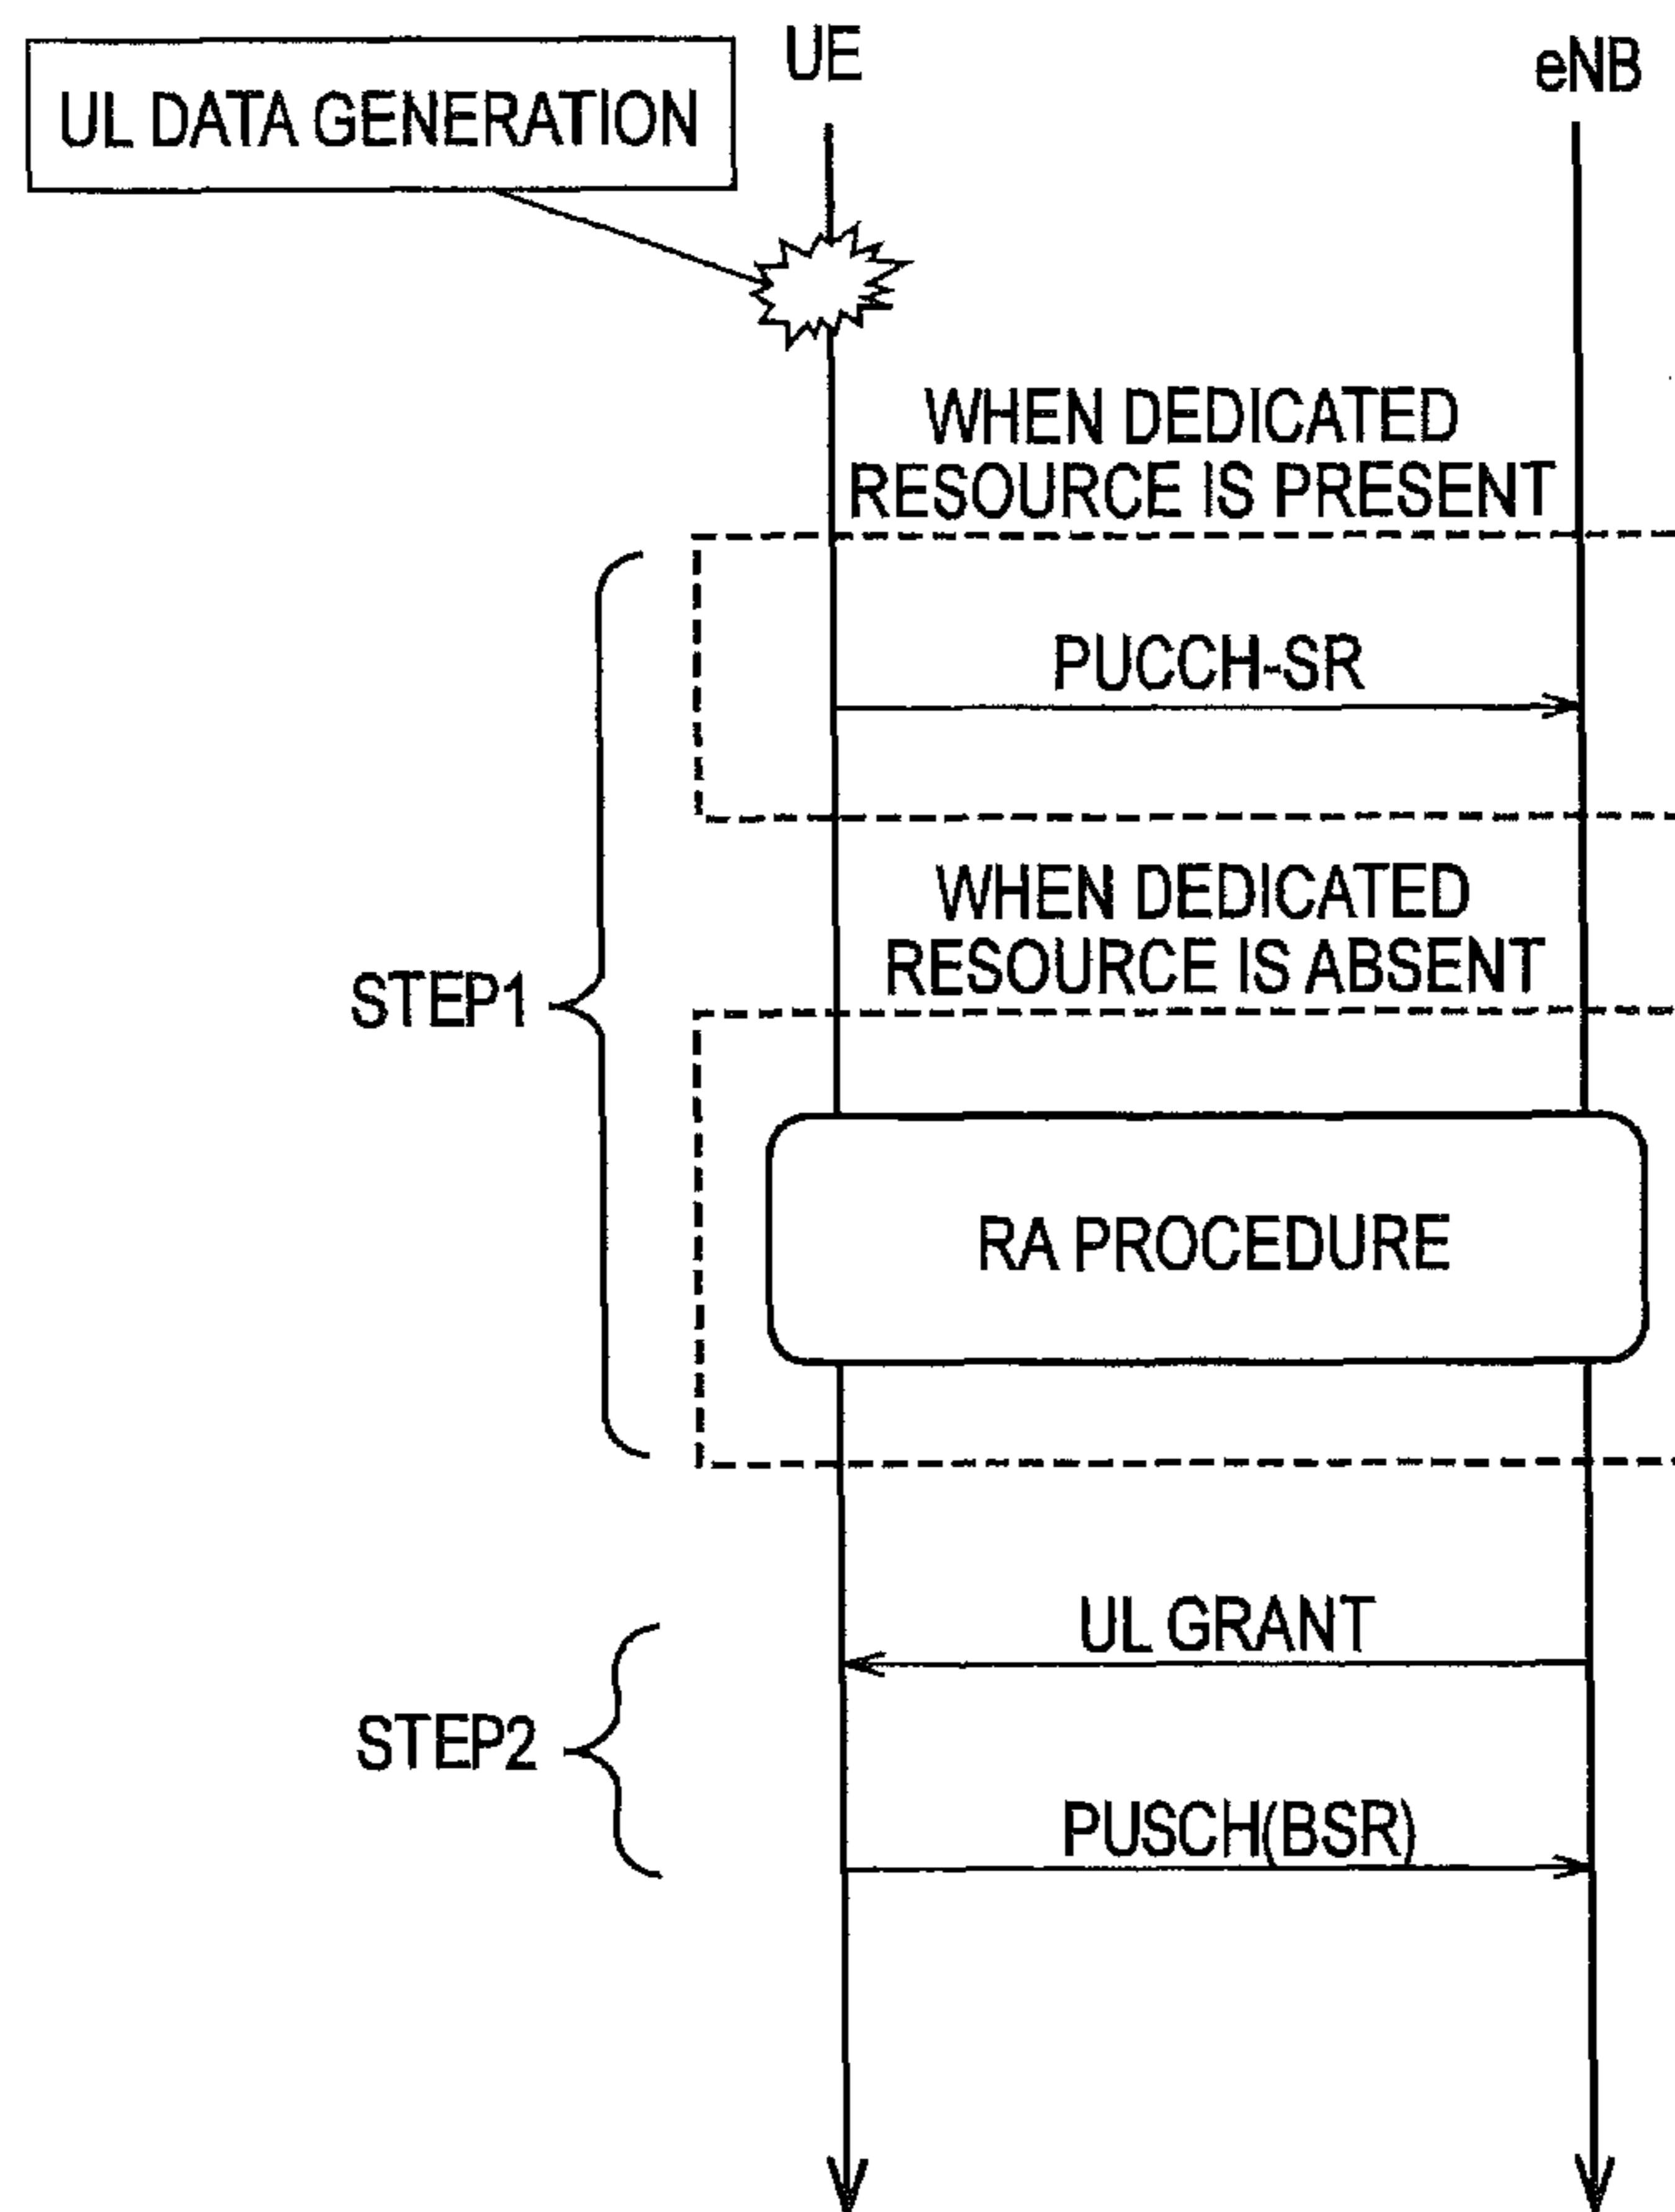 UE
eNB
UL DATA GENERATION
WHEN DEDICATED
RESOURCE IS PRESENT
PUCCH-SR
WHEN DEDICATED
RESOURCE IS ABSENT
STEP1
RA PROCEDURE
UL GRANT
STEP2
PUSCH(BSR)